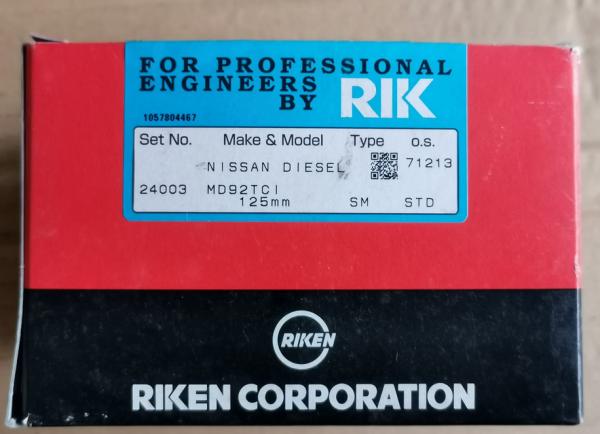 FOR PROFESSIONAL
ENGINEERS
BY RIK
1057804467
Set No. Make & Model Type o.s.
NISSAN DIESEL 71213
24003 MD92TCI
125mm SM STD
RIKEN
RIKEN CORPORATION